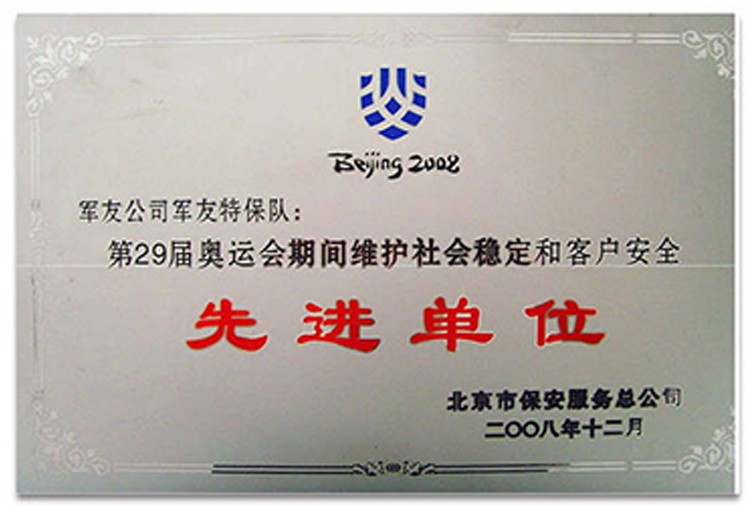 Beijing 2008
军友公司军友特保队：
第29届奥运会期间维护社会稳定和客户安全
先进单位
北京市保安服务总公司
二〇〇八年十二月